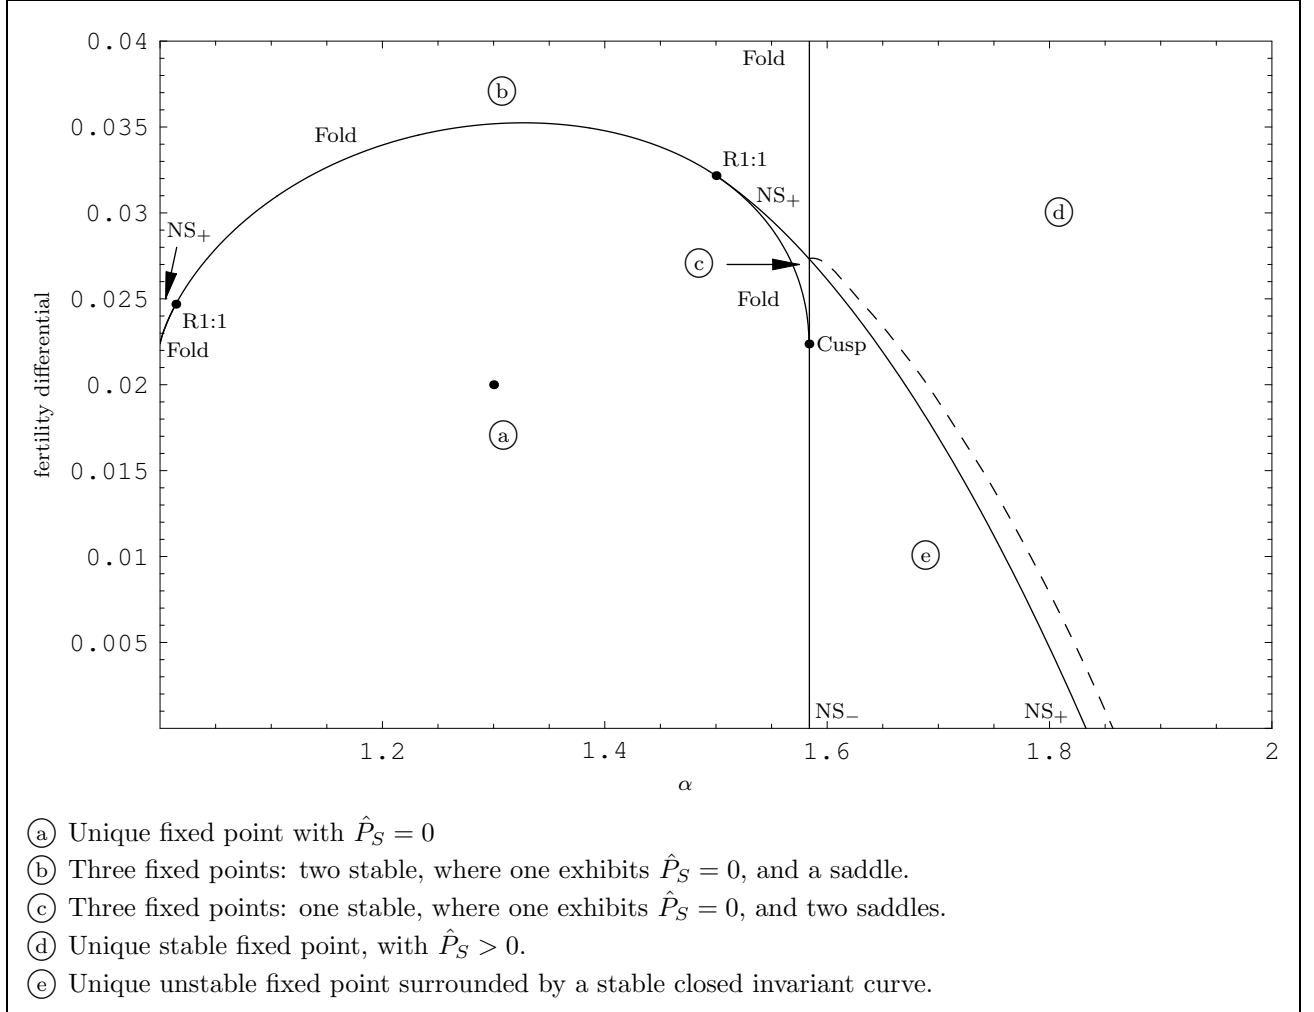 0.04
Fold
b
0.035
Fold
R1:1
NS+
0.03
d
NS+
c
0.025
Fold
R1:1
Cusp
Fold
fertility differential
0.02
a
0.015
e
0.01
0.005
NS−
NS+
1.2
1.4
1.6
1.8
2
α
a Unique fixed point with P̂_S = 0
b Three fixed points: two stable, where one exhibits P̂_S = 0, and a saddle.
c Three fixed points: one stable, where one exhibits P̂_S = 0, and two saddles.
d Unique stable fixed point, with P̂_S > 0.
e Unique unstable fixed point surrounded by a stable closed invariant curve.